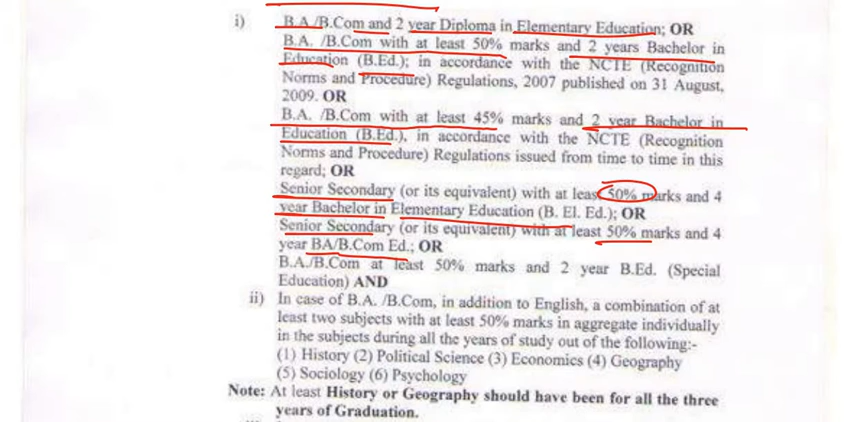 i) B.A./B.Com and 2 year Diploma in Elementary Education; OR
B.A. /B.Com with at least 50% marks and 2 years Bachelor in
Education (B.Ed.); in accordance with the NCTE (Recognition
Norms and Procedure) Regulations, 2007 published on 31 August,
2009. OR
B.A. /B.Com with at least 45% marks and 2 year Bachelor in
Education (B.Ed.), in accordance with the NCTE (Recognition
Norms and Procedure) Regulations issued from time to time in this
regard; OR
Senior Secondary (or its equivalent) with at least 50% marks and 4
year Bachelor in Elementary Education (B. El. Ed.); OR
Senior Secondary (or its equivalent) with at least 50% marks and 4
year BA/B.Com Ed.; OR
B.A./B.Com at least 50% marks and 2 year B.Ed. (Special
Education) AND
ii) In case of B.A. /B.Com, in addition to English, a combination of at
least two subjects with at least 50% marks in aggregate individually
in the subjects during all the years of study out of the following:-
(1) History (2) Political Science (3) Economics (4) Geography
(5) Sociology (6) Psychology
Note: At least History or Geography should have been for all the three
years of Graduation.